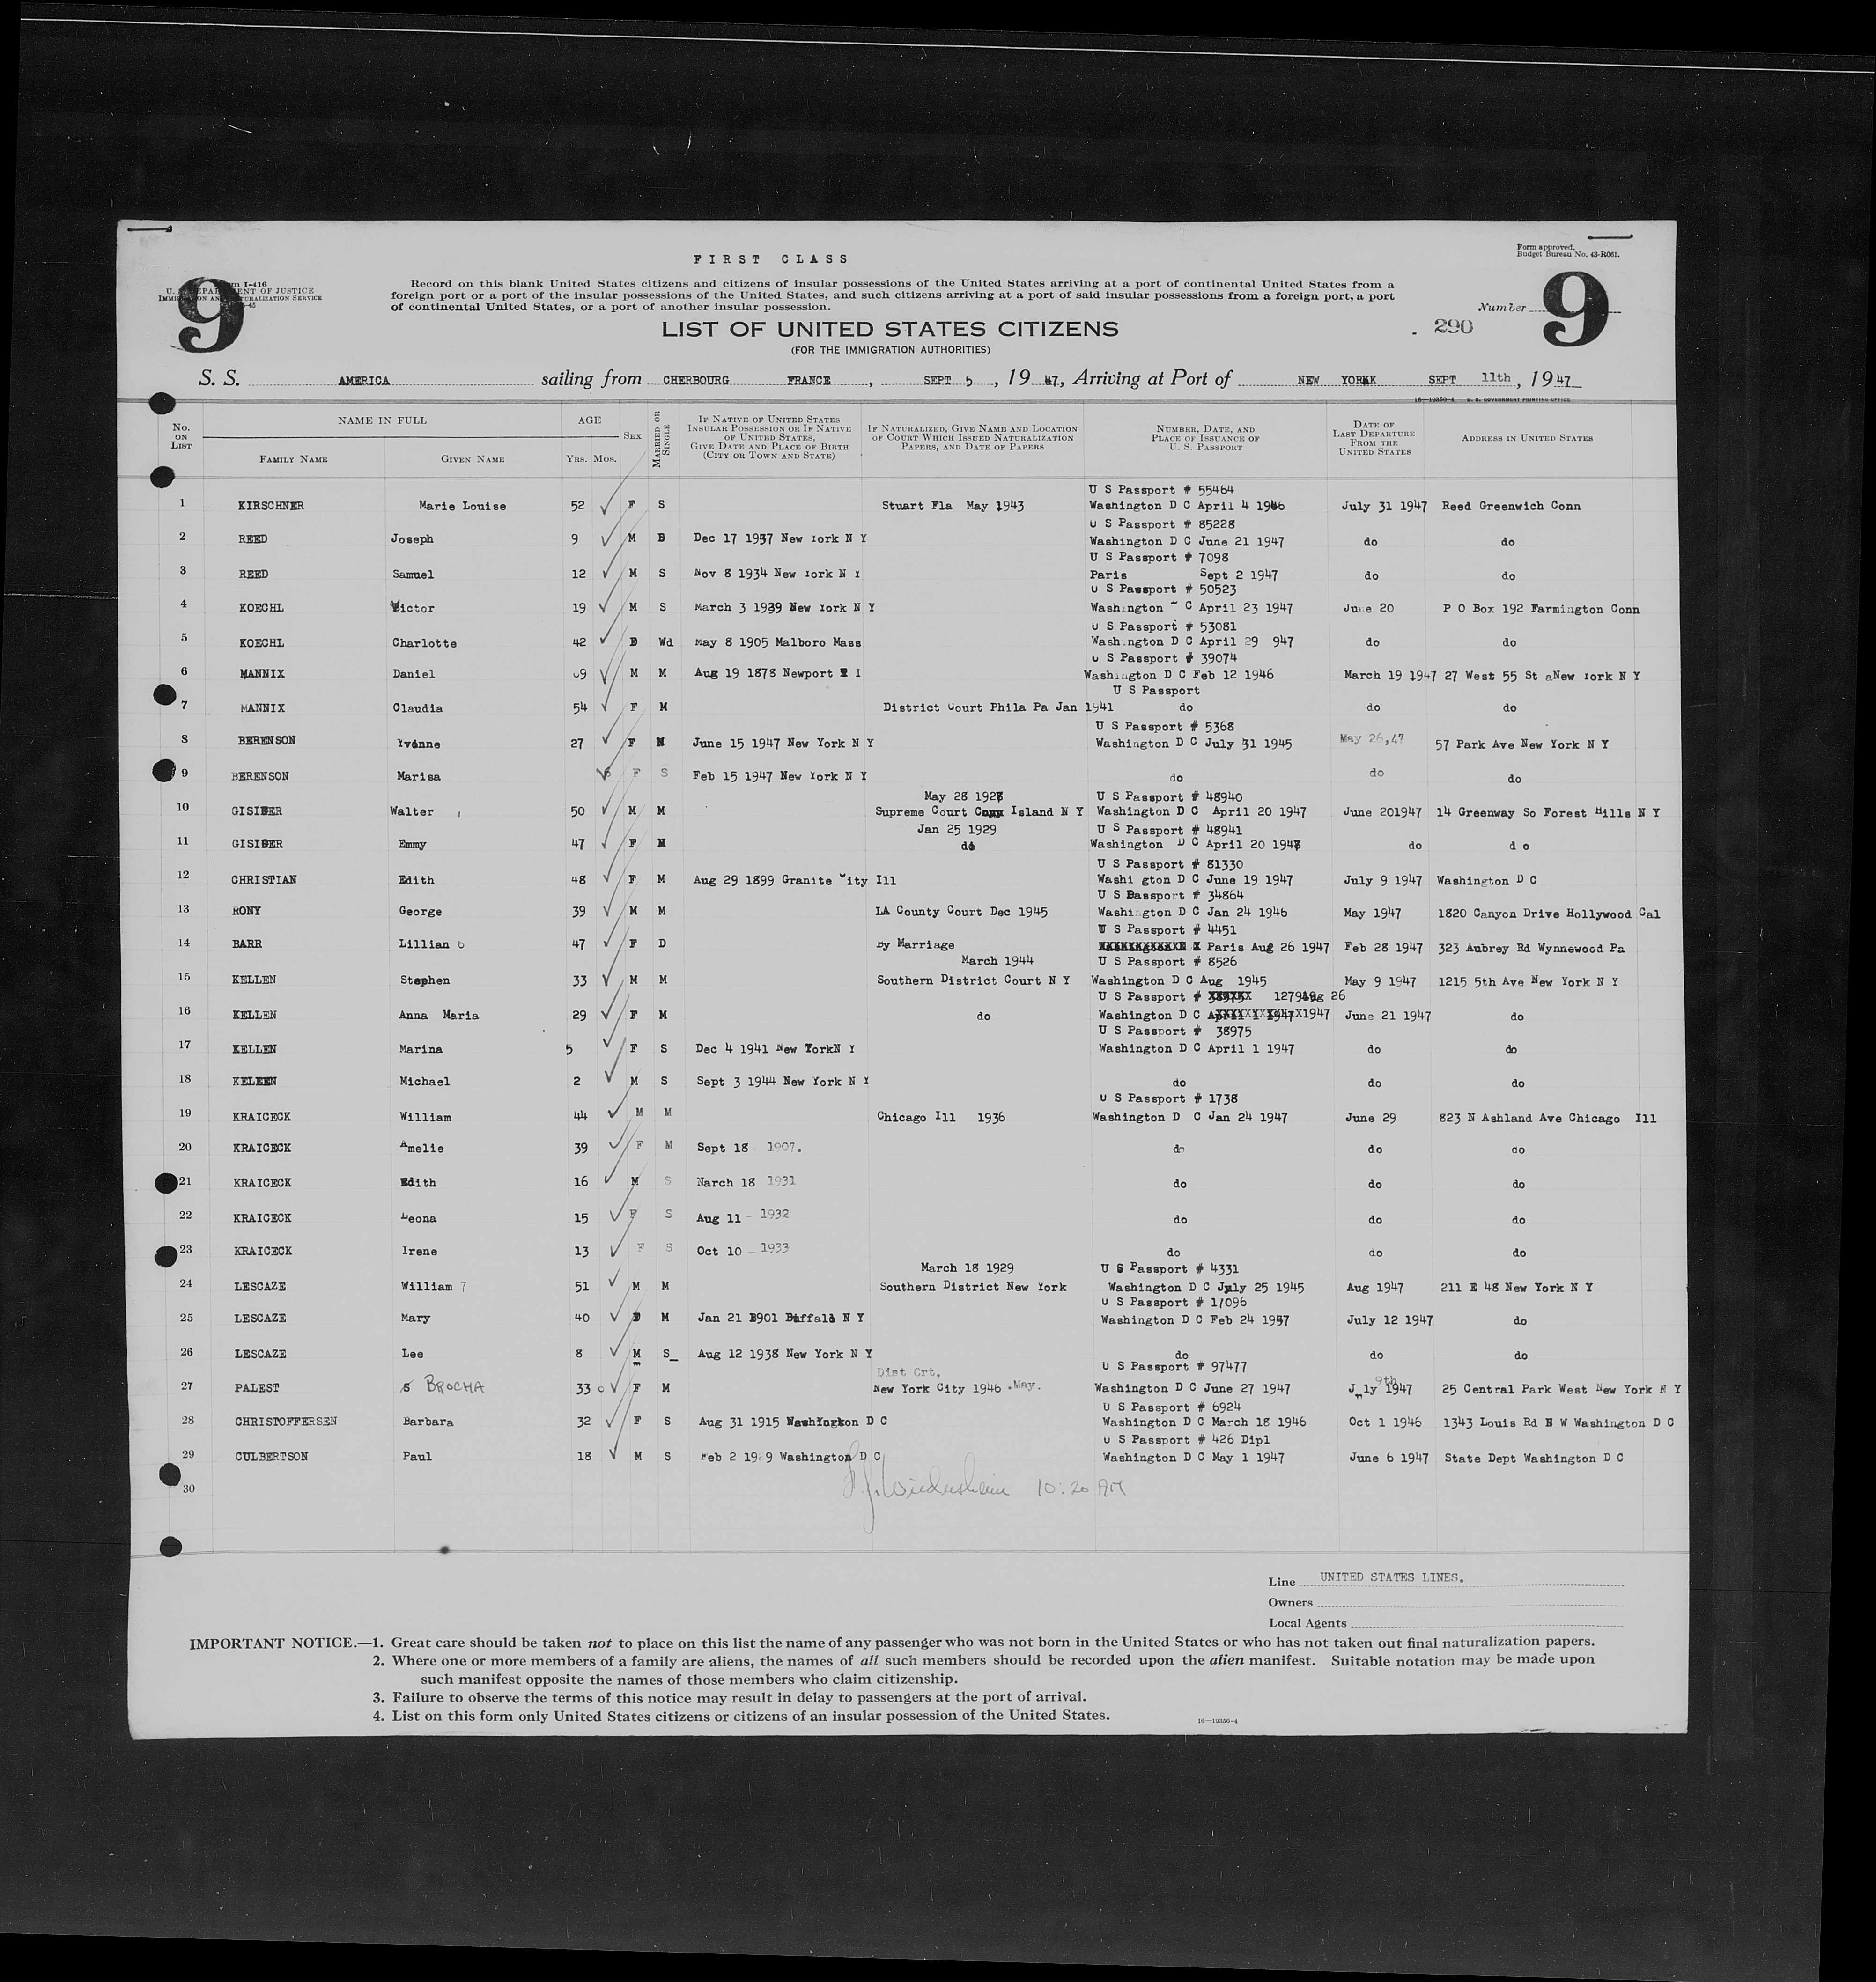 FIRST CLASS
Form approved.
Budget Bureau No. 43-R061.
I-416
U. S. DEPARTMENT OF JUSTICE
IMMIGRATION AND NATURALIZATION SERVICE
9
Record on this blank United States citizens and citizens of insular possessions of the United States arriving at a port of continental United States from a
foreign port or a port of the insular possessions of the United States, and such citizens arriving at a port of said insular possessions from a foreign port, a port
of continental United States, or a port of another insular possession.
Number 9
LIST OF UNITED STATES CITIZENS
290
(FOR THE IMMIGRATION AUTHORITIES)
S. S. AMERICA sailing from CHERBOURG FRANCE, SEPT 5, 1947, Arriving at Port of NEW YORK SEPT 11th, 1947
16—19350-4 U. S. GOVERNMENT PRINTING OFFICE
No. on List | NAME IN FULL | Family Name | Given Name | AGE | Yrs. Mos. | Sex | Married or Single | If Native of United States Insular Possession or If Native of United States, Give Date and Place of Birth (City or Town and State) | If Naturalized, Give Name and Location of Court Which Issued Naturalization Papers, and Date of Papers | Number, Date, and Place of Issuance of U. S. Passport | Date of Last Departure From the United States | Address in United States
U S Passport # 55464
1 KIRSCHNER Marie Louise 52 F S Stuart Fla May 1943 Washington D C April 4 1946 July 31 1947 Reed Greenwich Conn
U S Passport # 85228
2 REED Joseph 9 M Dec 17 1937 New York N Y Washington D C June 21 1947 do do
U S Passport # 7098
3 REED Samuel 12 M S Nov 8 1934 New York N Y Paris Sept 2 1947 do do
U S Passport # 50523
4 KOECHL Victor 19 M S March 3 1929 New York N Y Washington C April 23 1947 June 20 P O Box 192 Farmington Conn
U S Passport # 53081
5 KOECHL Charlotte 42 Wd May 8 1905 Malboro Mass Washington D C April 29 947 do do
U S Passport # 39074
6 MANNIX Daniel 69 M M Aug 19 1878 Newport R I Washington D C Feb 12 1946 March 19 1947 27 West 55 St New York N Y
U S Passport
7 MANNIX Claudia 54 F M District Court Phila Pa Jan 1941 do do do
U S Passport # 5368
8 BERENSON Yvonne 27 F M June 15 1947 New York N Y Washington D C July 31 1945 May 26,47 57 Park Ave New York N Y
9 BERENSON Marisa 6 F S Feb 15 1947 New York N Y do do do
May 28 1928 U S Passport # 48940
10 GISIGER Walter 50 M M Supreme Court Island N Y Washington D C April 20 1947 June 201947 14 Greenway So Forest Hills N Y
Jan 25 1929 U S Passport # 48941
11 GISIGER Emmy 47 F M do Washington D C April 20 1947 do d o
U S Passport # 81330
12 CHRISTIAN Edith 48 F M Aug 29 1899 Granite City Ill Washi gton D C June 19 1947 July 9 1947 Washington D C
U S Passport # 34864
13 RONY George 39 M M LA County Court Dec 1945 Washington D C Jan 24 1946 May 1947 1820 Canyon Drive Hollywood Cal
U S Passport # 4451
14 BARR Lillian 47 F D By Marriage Paris Aug 26 1947 Feb 28 1947 323 Aubrey Rd Wynnewood Pa
March 1944 U S Passport # 8526
15 KELLEN Stephen 33 M M Southern District Court N Y Washington D C Aug 1945 May 9 1947 1215 5th Ave New York N Y
U S Passport # Aug 26
16 KELLEN Anna Maria 29 F M do Washington D C 1947 June 21 1947 do
U S Passport # 38975
17 KELLEN Marina 5 F S Dec 4 1941 New YorkN Y Washington D C April 1 1947 do do
18 KELLEN Michael 2 M S Sept 3 1944 New York N Y do do do
U S Passport # 1738
19 KRAICECK William 44 M M Chicago Ill 1936 Washington D C Jan 24 1947 June 29 823 N Ashland Ave Chicago Ill
20 KRAICECK Amelie 39 F M Sept 18 1907. do do do
21 KRAICECK Edith 16 M S Narch 18 1931 do do do
22 KRAICECK Leona 15 F S Aug 11 - 1932 do do do
23 KRAICECK Irene 13 F S Oct 10 - 1933 do do do
March 18 1929 U S Passport # 4331
24 LESCAZE William 51 M M Southern District New York Washington D C July 25 1945 Aug 1947 211 E 48 New York N Y
U S Passport # 1/096
25 LESCAZE Mary 40 M Jan 21 1901 Buffalo N Y Washington D C Feb 24 1947 July 12 1947 do
26 LESCAZE Lee 8 M S_ Aug 12 1938 New York N Y do do do
Dist Crt. U S Passport # 97477
27 PALEST S BROCHA 33 F M New York City 1946 .May. Washington D C June 27 1947 July 9th 1947 25 Central Park West New York N Y
U S Passport # 6924
28 CHRISTOFFERSEN Barbara 32 F S Aug 31 1915 Washington D C Washington D C March 18 1946 Oct 1 1946 1343 Louis Rd N W Washington D C
U S Passport # 426 Dipl
29 CULBERTSON Paul 18 M S Feb 2 19 9 Washington D C Washington D C May 1 1947 June 6 1947 State Dept Washington D C
30
10:20 AM
Line UNITED STATES LINES.
Owners
Local Agents
IMPORTANT NOTICE.—1. Great care should be taken not to place on this list the name of any passenger who was not born in the United States or who has not taken out final naturalization papers.
2. Where one or more members of a family are aliens, the names of all such members should be recorded upon the alien manifest. Suitable notation may be made upon
such manifest opposite the names of those members who claim citizenship.
3. Failure to observe the terms of this notice may result in delay to passengers at the port of arrival.
4. List on this form only United States citizens or citizens of an insular possession of the United States.
16—19350-4